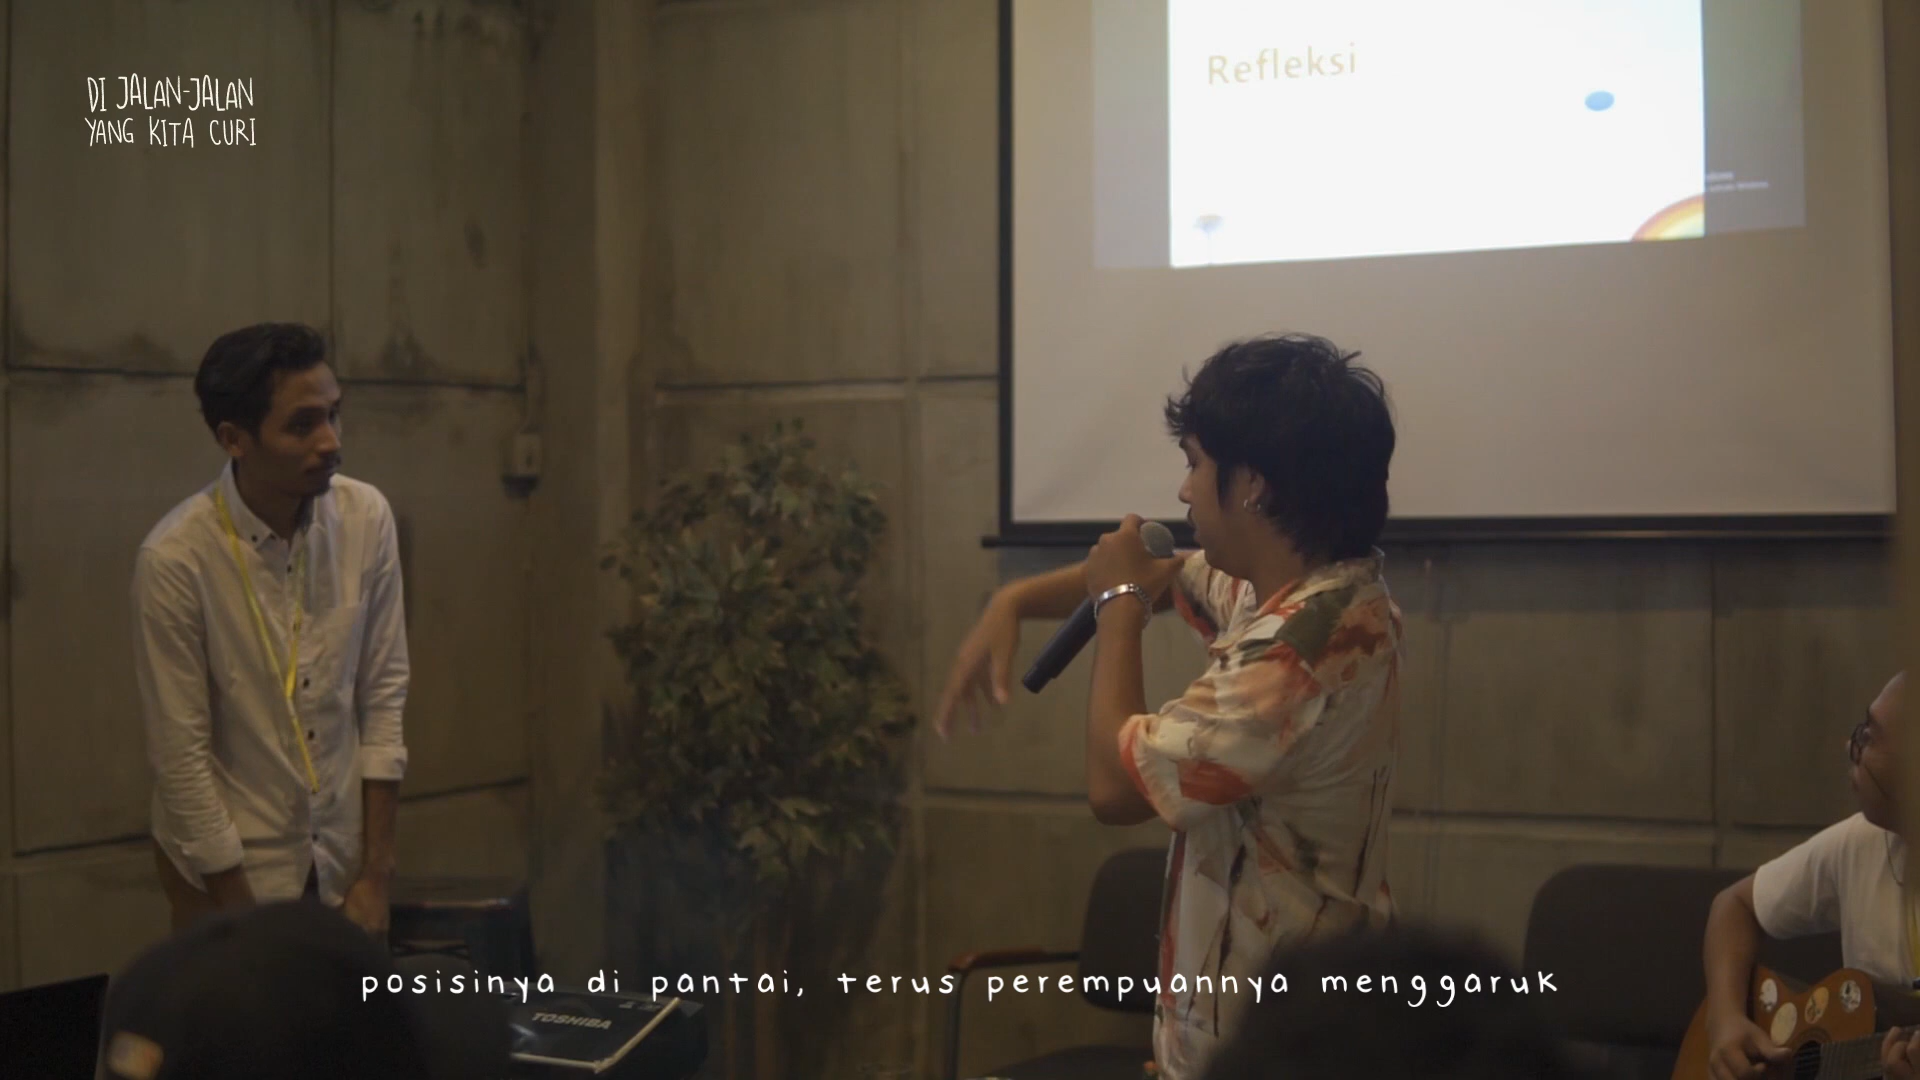 DI JALAN-JALAN
YANG KITA CURI
Refleksi
posisinya di pantai, terus perempuannya menggaruk
TOSHIBA